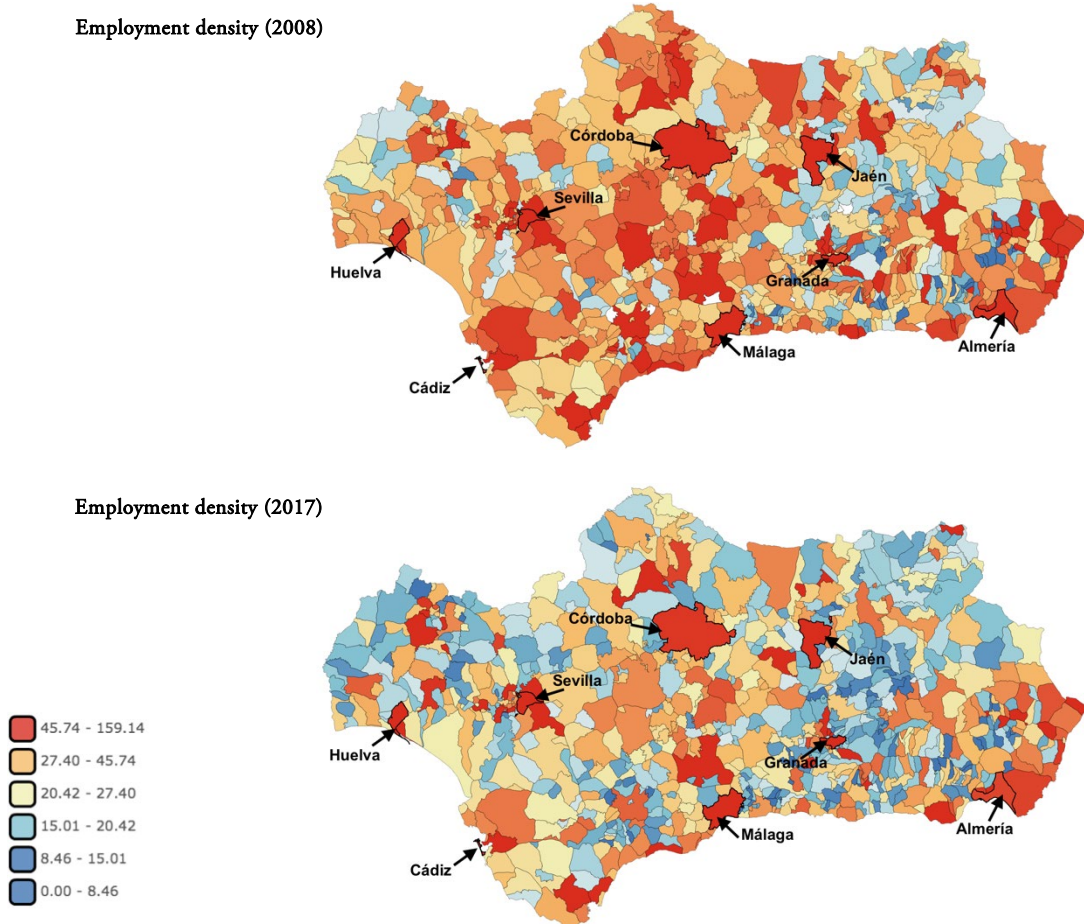 Employment density (2008)
Córdoba
Jaén
Sevilla
Huelva
Granada
Málaga
Almería
Cádiz
Employment density (2017)
Córdoba
Jaén
Sevilla
Huelva
Granada
Málaga
Almería
Cádiz
45.74 - 159.14
27.40 - 45.74
20.42 - 27.40
15.01 - 20.42
8.46 - 15.01
0.00 - 8.46